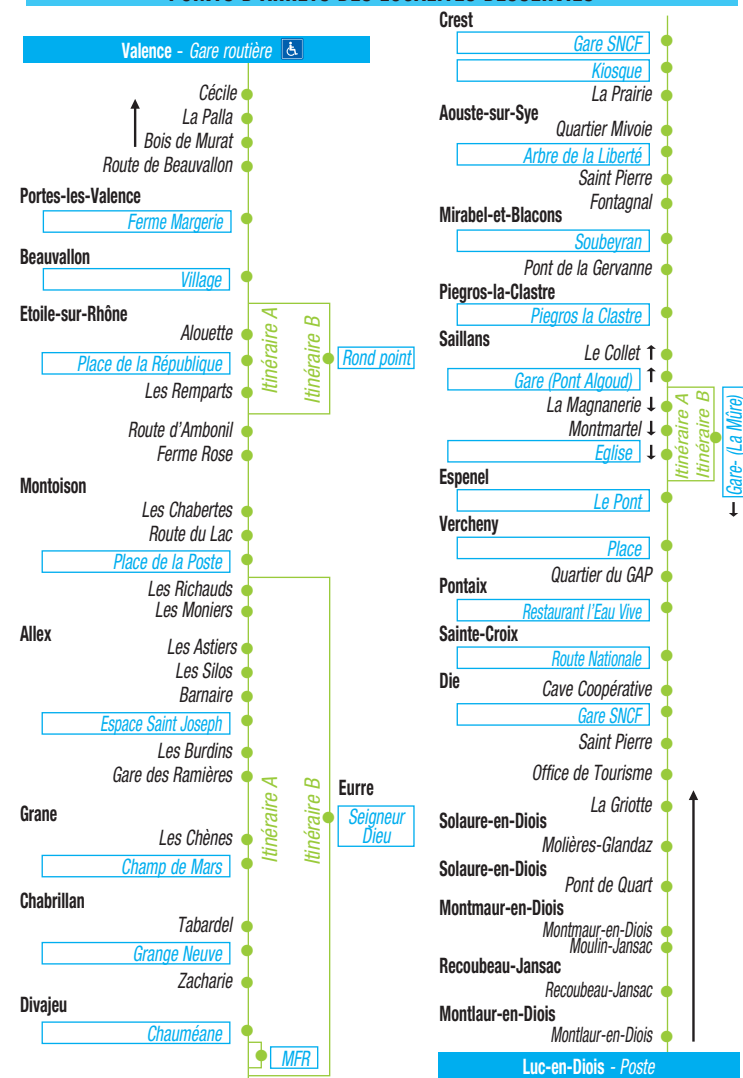 Valence - Gare routière
Cécile
La Palla
Bois de Murat
Route de Beauvallon
Portes-les-Valence
Ferme Margerie
Beauvallon
Village
Etoile-sur-Rhône
Alouette
Place de la République
Les Remparts
Itinéraire A
Itinéraire B
Rond point
Route d'Ambonil
Ferme Rose
Montoison
Les Chabertes
Route du Lac
Place de la Poste
Les Richauds
Les Moniers
Allex
Les Astiers
Les Silos
Barnaire
Espace Saint Joseph
Les Burdins
Gare des Ramières
Itinéraire A
Itinéraire B
Eurre
Seigneur
Dieu
Grane
Les Chènes
Champ de Mars
Chabrillan
Tabardel
Grange Neuve
Zacharie
Divajeu
Chauméane
MFR
Crest
Gare SNCF
Kiosque
La Prairie
Aouste-sur-Sye
Quartier Mivoie
Arbre de la Liberté
Saint Pierre
Fontagnal
Mirabel-et-Blacons
Soubeyran
Pont de la Gervanne
Piegros-la-Clastre
Piegros la Clastre
Saillans
Le Collet ↑
Gare (Pont Algoud) ↑
La Magnanerie ↓
Montmartel ↓
Eglise ↓
Itinéraire A
Itinéraire B
Gare- (La Mûre)
↓
Espenel
Le Pont
Vercheny
Place
Quartier du GAP
Pontaix
Restaurant l'Eau Vive
Sainte-Croix
Route Nationale
Die
Cave Coopérative
Gare SNCF
Saint Pierre
Office de Tourisme
La Griotte
Solaure-en-Diois
Molières-Glandaz
Solaure-en-Diois
Pont de Quart
Montmaur-en-Diois
Montmaur-en-Diois
Moulin-Jansac
Recoubeau-Jansac
Recoubeau-Jansac
Montlaur-en-Diois
Montlaur-en-Diois
Luc-en-Diois - Poste